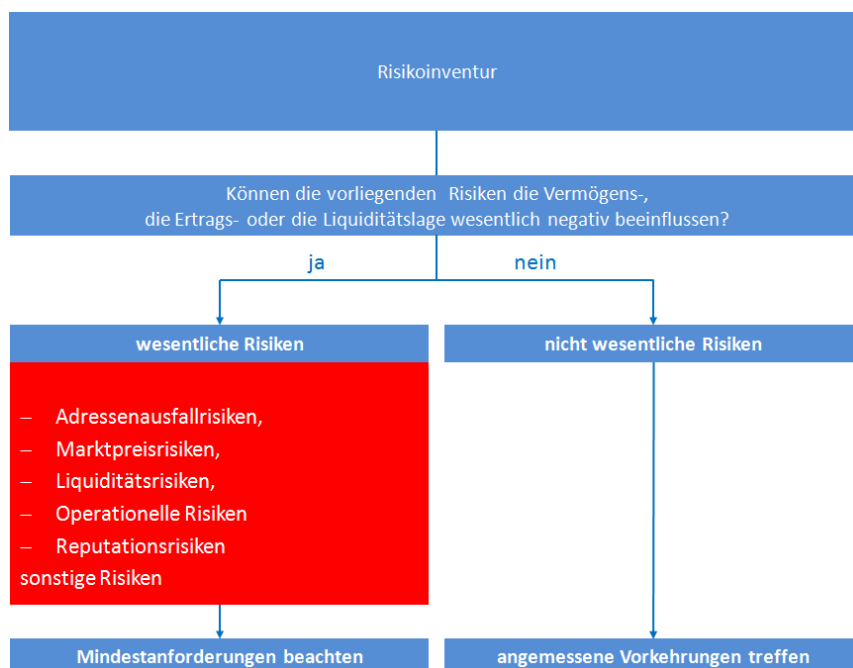 Risikoinventur
Können die vorliegenden Risiken die Vermögens-,
die Ertrags- oder die Liquiditätslage wesentlich negativ beeinflussen?
ja
nein
wesentliche Risiken
nicht wesentliche Risiken
– Adressenausfallrisiken,
– Marktpreisrisiken,
– Liquiditätsrisiken,
– Operationelle Risiken
– Reputationsrisiken
sonstige Risiken
Mindestanforderungen beachten
angemessene Vorkehrungen treffen